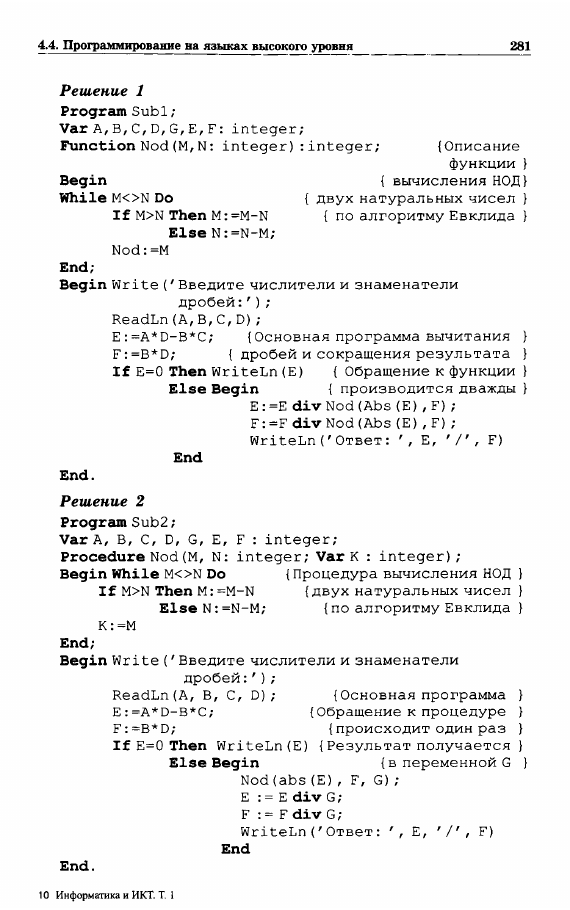 4.4. Программирование на языках высокого уровня 281
Решение 1
Program Sub1;
Var A,B,C,D,G,E,F: integer;
Function Nod(M,N: integer):integer; {Описание
функции }
Begin { вычисления НОД}
While M<>N Do { двух натуральных чисел }
If M>N Then M:=M-N { по алгоритму Евклида }
Else N:=N-M;
Nod:=M
End;
Begin Write('Введите числители и знаменатели
дробей:');
ReadLn(A,B,C,D);
E:=A*D-B*C; {Основная программа вычитания }
F:=B*D; { дробей и сокращения результата }
If E=0 Then WriteLn(E) { Обращение к функции }
Else Begin { производится дважды }
E:=E div Nod(Abs(E),F);
F:=F div Nod(Abs(E),F);
WriteLn('Ответ: ', E, '/', F)
End
End.
Решение 2
Program Sub2;
Var A, B, C, D, G, E, F : integer;
Procedure Nod(M, N: integer; Var K : integer);
Begin While M<>N Do {Процедура вычисления НОД }
If M>N Then M:=M-N {двух натуральных чисел }
Else N:=N-M; {по алгоритму Евклида }
K:=M
End;
Begin Write('Введите числители и знаменатели
дробей:');
ReadLn(A, B, C, D); {Основная программа }
E:=A*D-B*C; {Обращение к процедуре }
F:=B*D; {происходит один раз }
If E=0 Then WriteLn(E) {Результат получается }
Else Begin {в переменной G }
Nod(abs(E), F, G);
E := E div G;
F := F div G;
WriteLn('Ответ: ', E, '/', F)
End
End.
10 Информатика и ИКТ. Т. 1